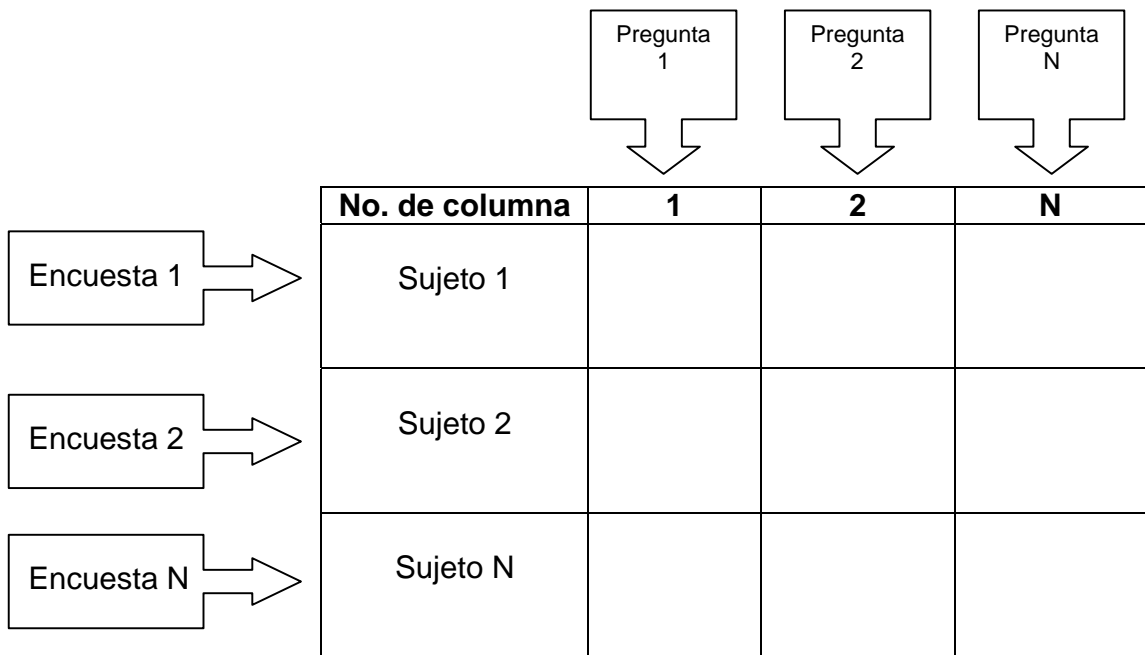 Pregunta
1
Pregunta
2
Pregunta
N
No. de columna 1 2 N
Encuesta 1 Sujeto 1
Encuesta 2 Sujeto 2
Encuesta N Sujeto N